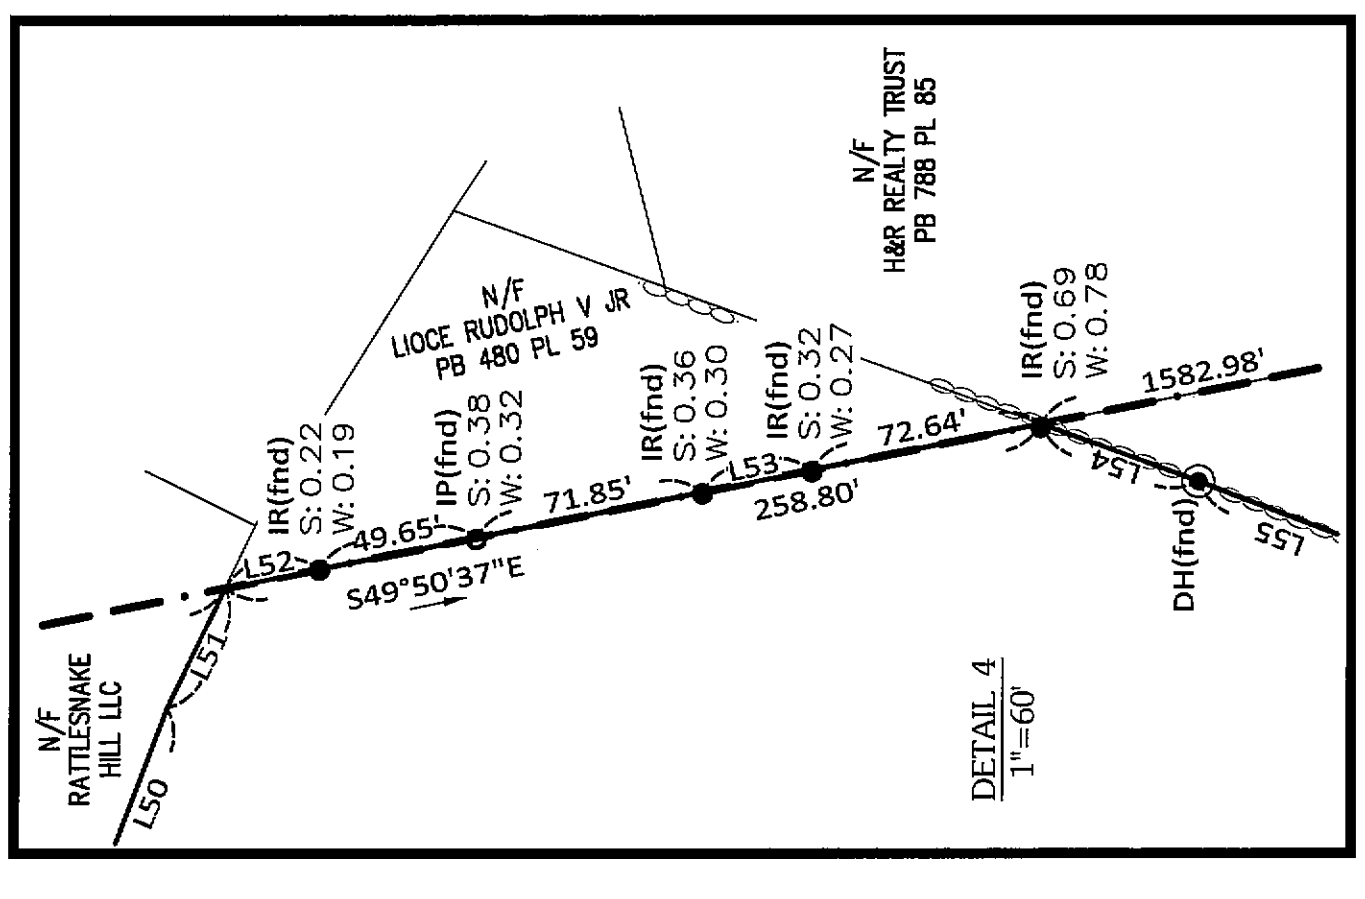 N/F
RATTLESNAKE
HILL LLC
L50
L51
L52
IR(fnd)
S: 0.22
W: 0.19
49.65'
S49°50'37"E
IP(fnd)
S: 0.38
W: 0.32
N/F
LIOCE RUDOLPH V JR
PB 480 PL 59
71.85'
IR(fnd)
S: 0.36
W: 0.30
L53
IR(fnd)
S: 0.32
W: 0.27
258.80'
72.64'
N/F
H&R REALTY TRUST
PB 788 PL 85
IR(fnd)
S: 0.69
W: 0.78
1582.98'
L54
DH(fnd)
L55
DETAIL 4
1"=60'